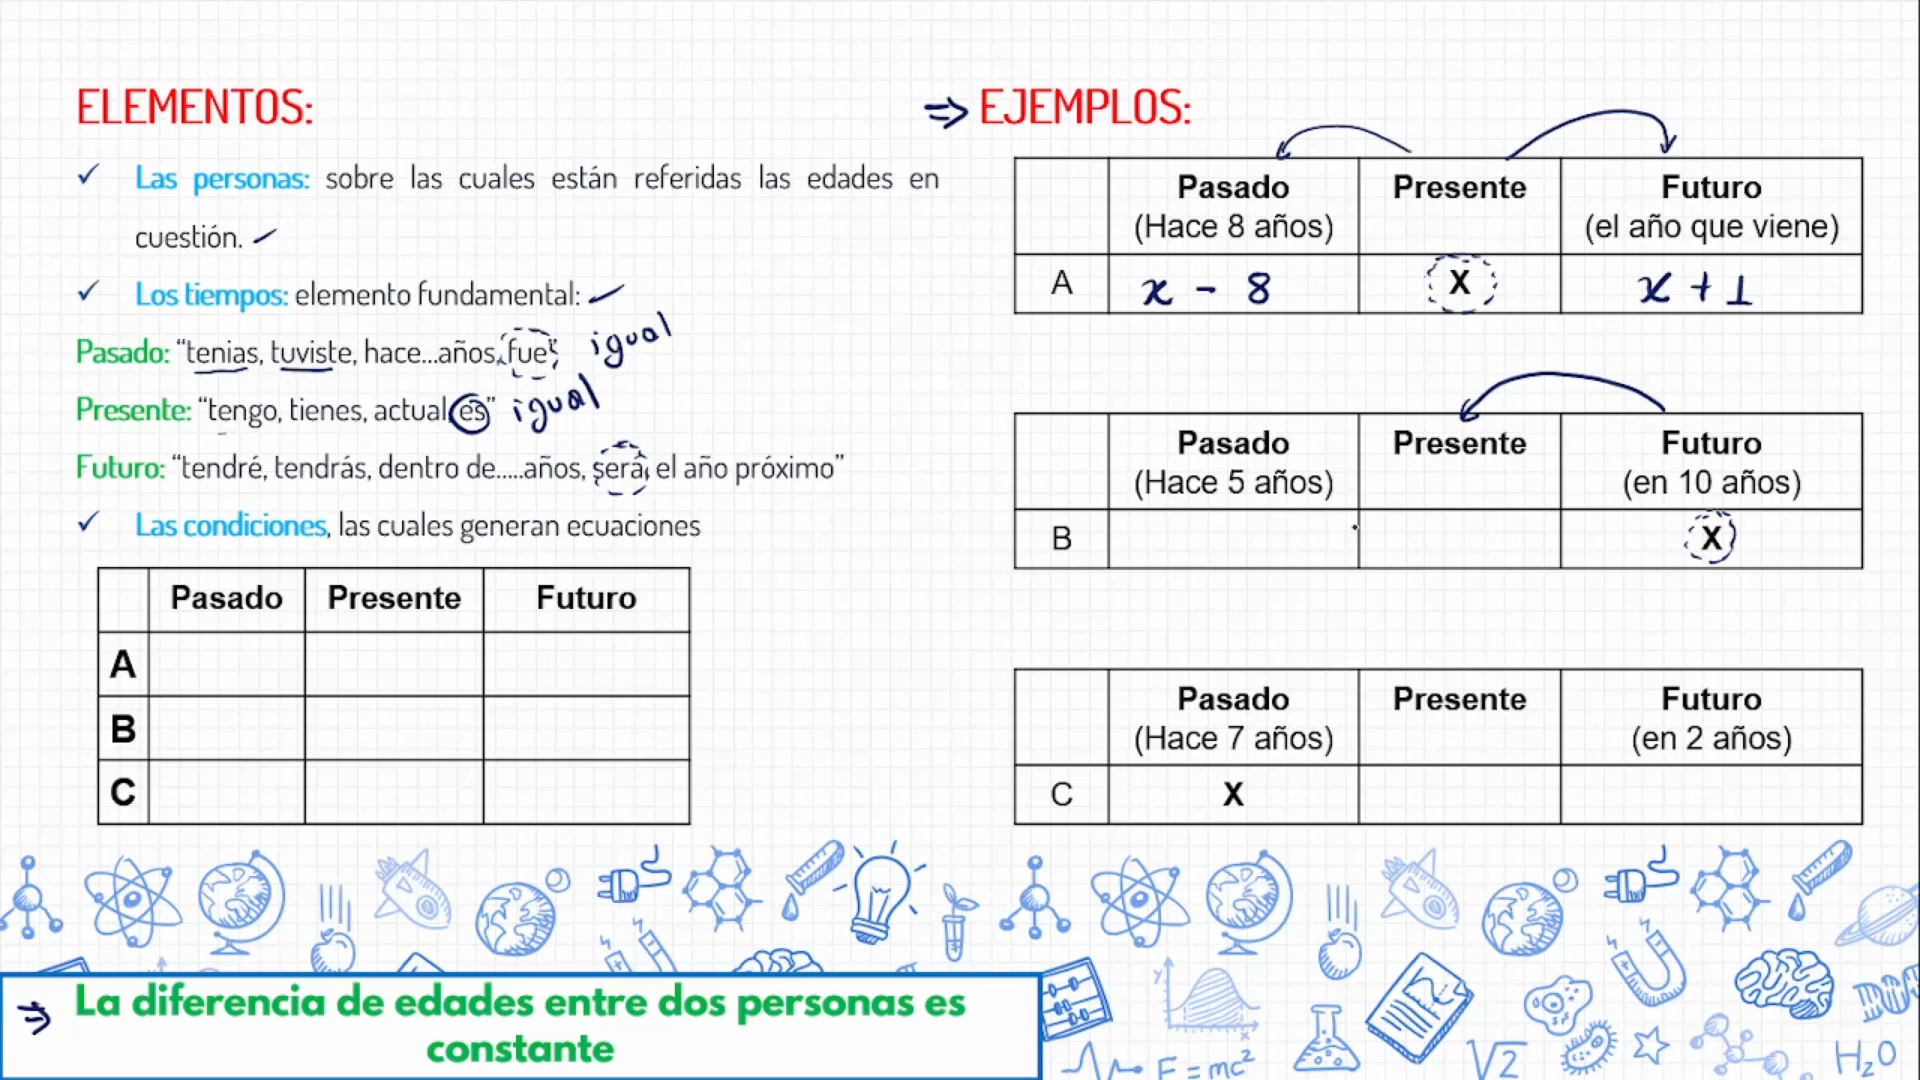 ELEMENTOS:
✓ Las personas: sobre las cuales están referidas las edades en
cuestión.
✓ Los tiempos: elemento fundamental:
Pasado: “tenias, tuviste, hace...años, fue” igual
Presente: “tengo, tienes, actual, es” igual
Futuro: “tendré, tendrás, dentro de.....años, será, el año próximo”
✓ Las condiciones, las cuales generan ecuaciones
Pasado Presente Futuro
A
B
C
⇒ La diferencia de edades entre dos personas es
constante
⇒ EJEMPLOS:
Pasado Presente Futuro
(Hace 8 años) (el año que viene)
A x - 8 X x + 1
Pasado Presente Futuro
(Hace 5 años) (en 10 años)
B X
Pasado Presente Futuro
(Hace 7 años) (en 2 años)
C X
Y
X
F = mc²
√2
H₂O